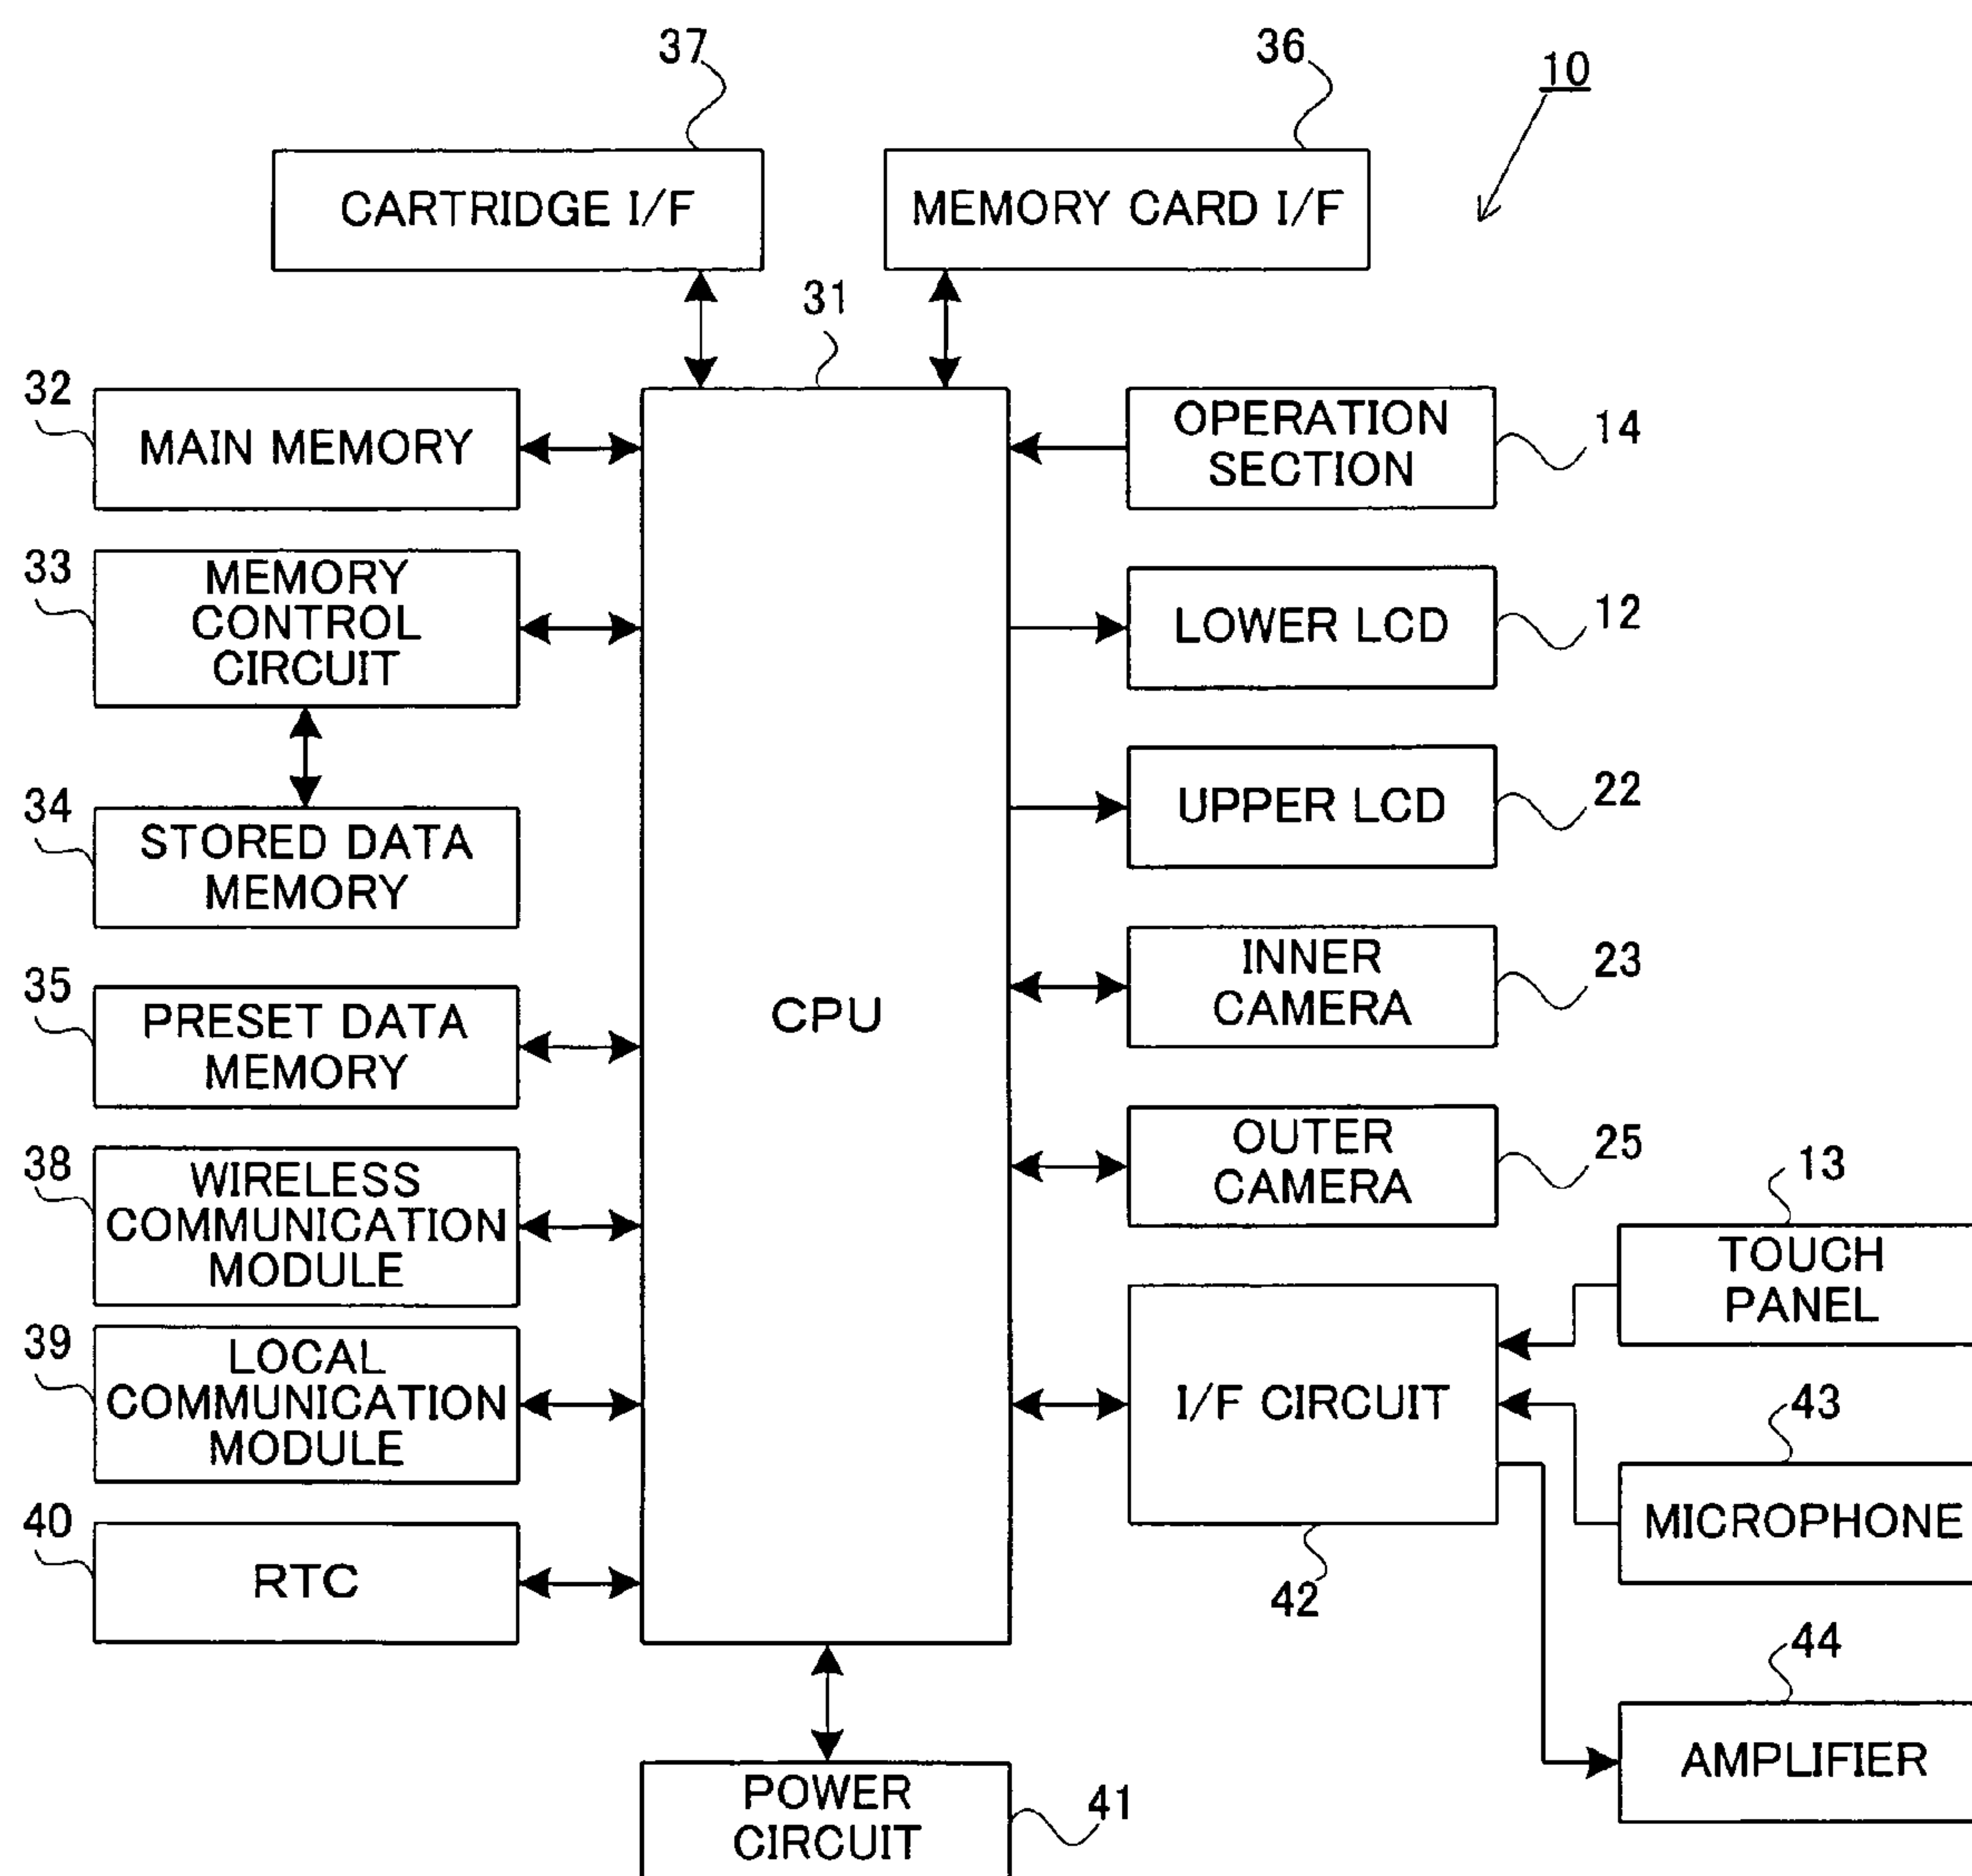 37
36
10
CARTRIDGE I/F
MEMORY CARD I/F
31
32
MAIN MEMORY
OPERATION
SECTION
14
33
MEMORY
CONTROL
CIRCUIT
LOWER LCD
12
34
STORED DATA
MEMORY
UPPER LCD
22
35
PRESET DATA
MEMORY
CPU
INNER
CAMERA
23
38
WIRELESS
COMMUNICATION
MODULE
OUTER
CAMERA
25
13
TOUCH
PANEL
39
LOCAL
COMMUNICATION
MODULE
I/F CIRCUIT
43
MICROPHONE
40
RTC
42
44
AMPLIFIER
POWER
CIRCUIT
41